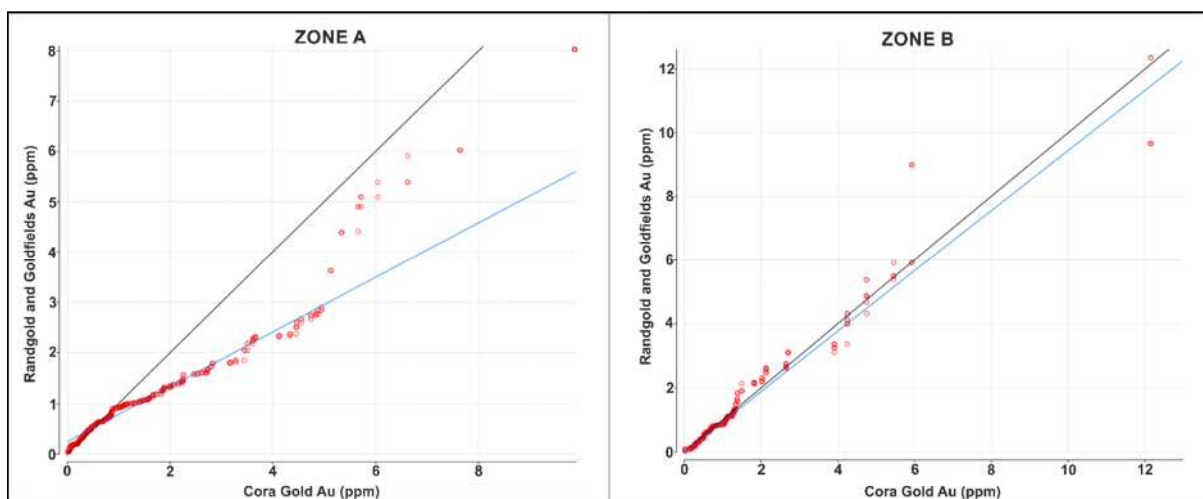 ZONE A
8
7
6
5
4
3
2
1
0
0 2 4 6 8
Randgold and Goldfields Au (ppm)
Cora Gold Au (ppm)
ZONE B
12
10
8
6
4
2
0
0 2 4 6 8 10 12
Randgold and Goldfields Au (ppm)
Cora Gold Au (ppm)